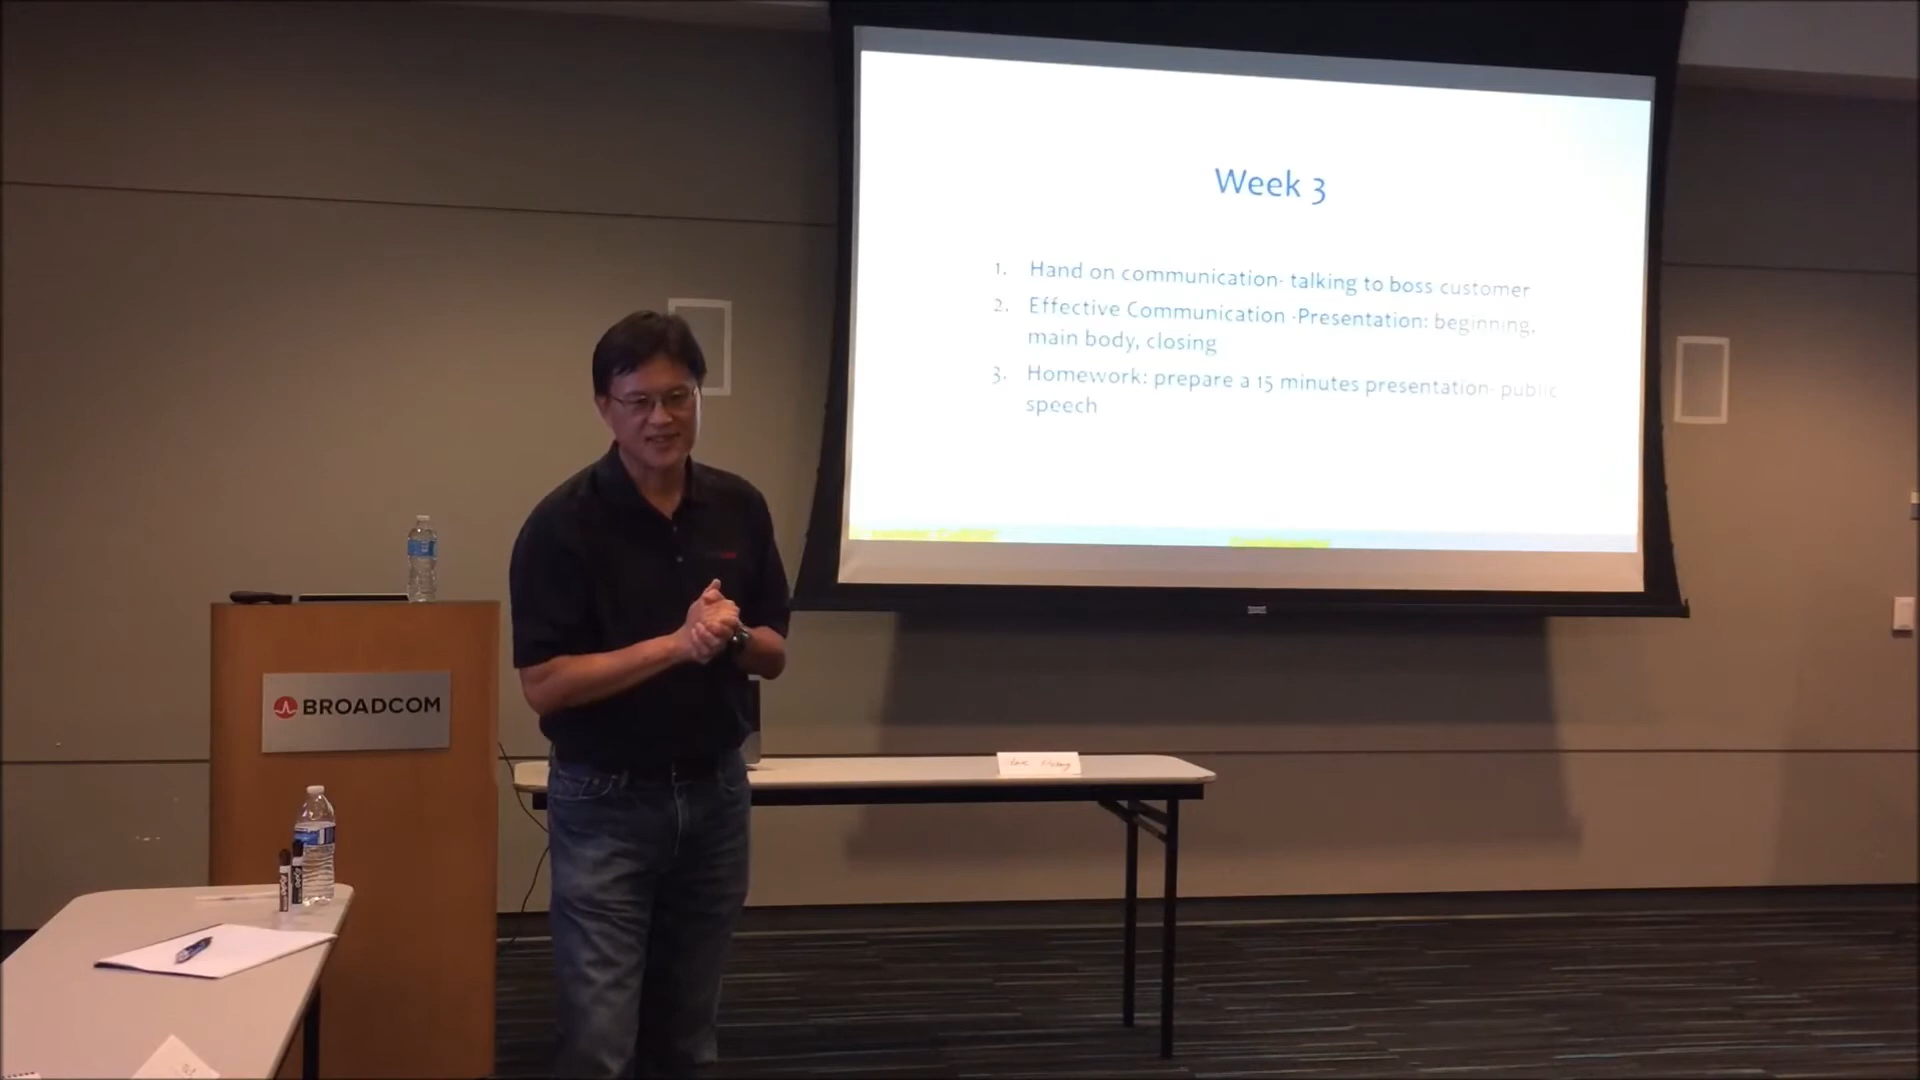 Week 3
1. Hand on communication- talking to boss customer
2. Effective Communication -Presentation: beginning,
main body, closing
3. Homework: prepare a 15 minutes presentation- public
speech
BROADCOM
EXPO